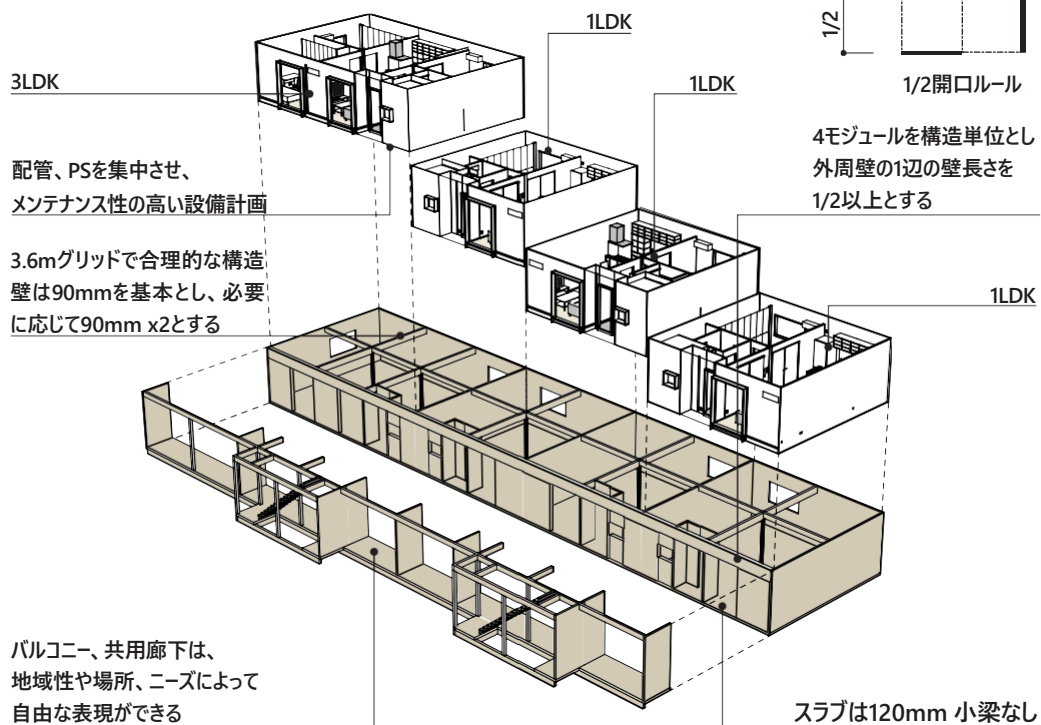 1LDK
3LDK
1LDK
1/2
1/2開口ルール
配管、PSを集中させ、
メンテナンス性の高い設備計画
4モジュールを構造単位とし
外周壁の1辺の壁長さを
1/2以上とする
3.6mグリッドで合理的な構造
壁は90mmを基本とし、必要
に応じて90mm x2とする
1LDK
バルコニー、共用廊下は、
地域性や場所、ニーズによって
自由な表現ができる
スラブは120mm 小梁なし